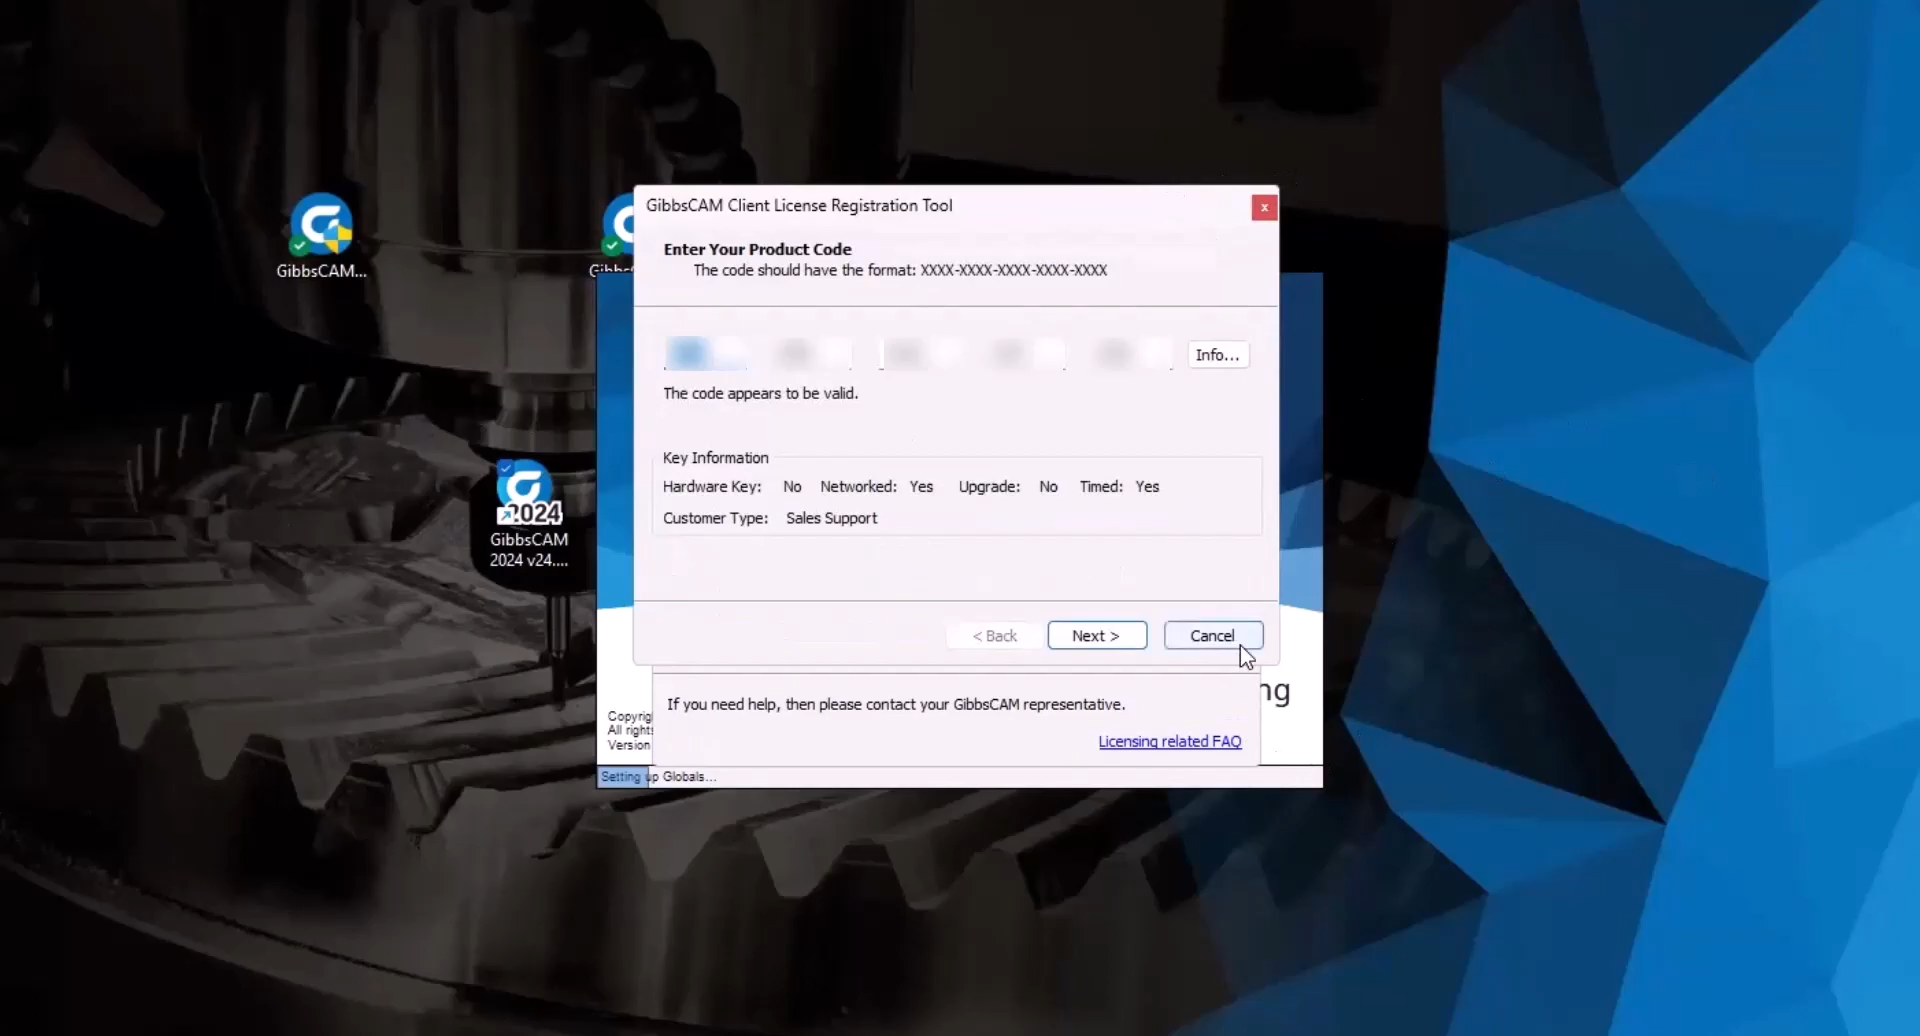 GibbsCAM Client License Registration Tool
x
Enter Your Product Code
The code should have the format: XXXX-XXXX-XXXX-XXXX-XXXX
GibbsCAM...
Info...
The code appears to be valid.
Key Information
Hardware Key: No Networked: Yes Upgrade: No Timed: Yes
Customer Type: Sales Support
2024
GibbsCAM
2024 v24....
< Back
Next >
Cancel
If you need help, then please contact your GibbsCAM representative.
Licensing related FAQ
All rights
Version
Setting up Globals...